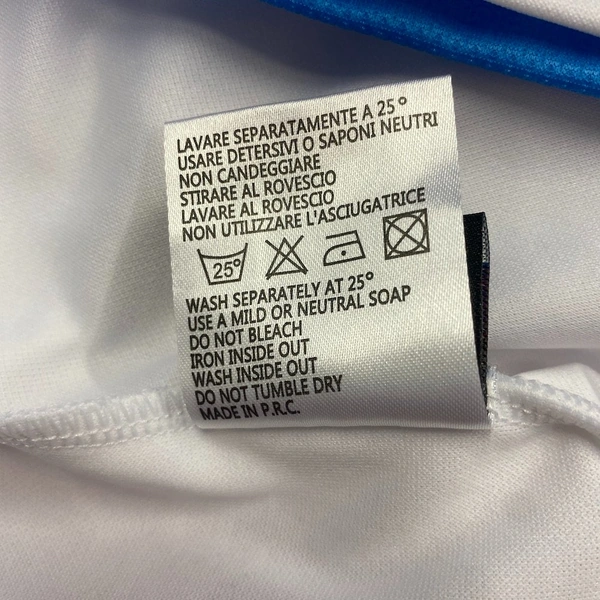 LAVARE SEPARATAMENTE A 25°
USARE DETERSIVI O SAPONI NEUTRI
NON CANDEGGIARE
STIRARE AL ROVESCIO
LAVARE AL ROVESCIO
NON UTILIZZARE L'ASCIUGATRICE
25°
WASH SEPARATELY AT 25°
USE A MILD OR NEUTRAL SOAP
DO NOT BLEACH
IRON INSIDE OUT
WASH INSIDE OUT
DO NOT TUMBLE DRY
MADE IN P.R.C.